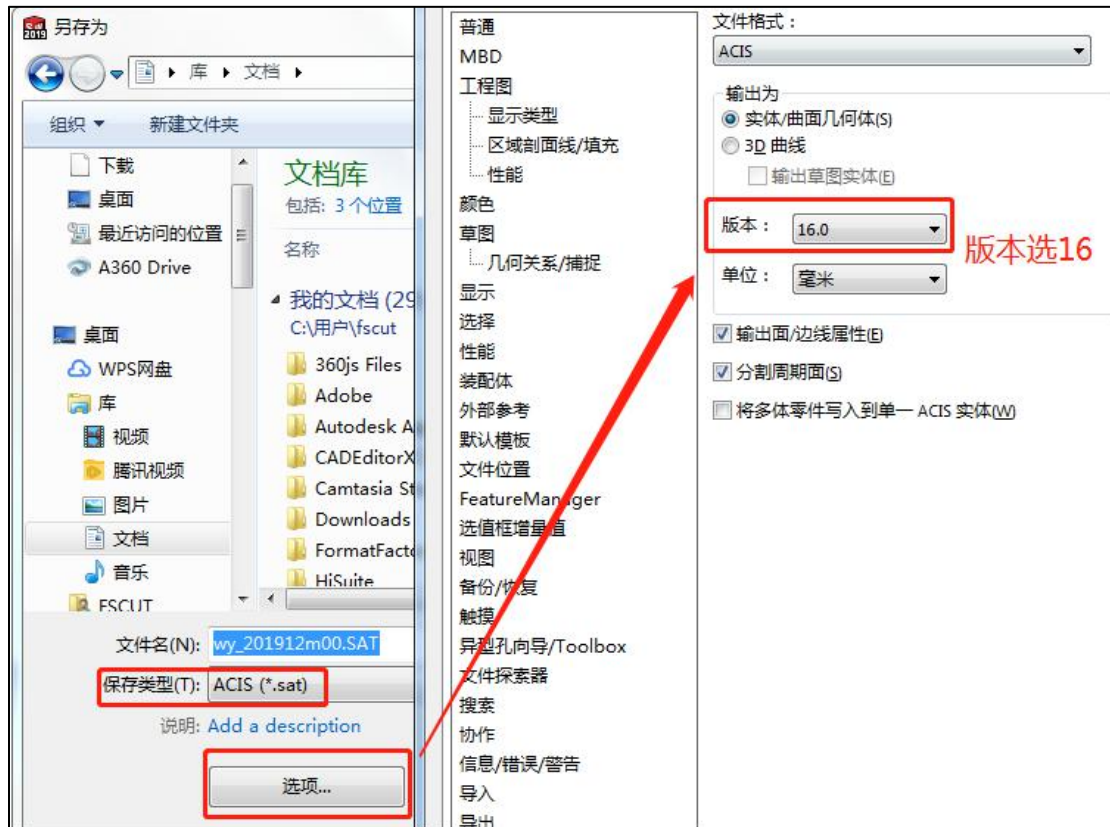 SW 2019 另存为
库 文档
组织 新建文件夹
下载
桌面
最近访问的位置
A360 Drive
桌面
WPS网盘
库
视频
腾讯视频
图片
文档
音乐
FSCUT
文档库
包括: 3 个位置
名称
我的文档 (29
C:\用户\fscut
360js Files
Adobe
Autodesk A
CADEditorX
Camtasia St
Downloads
FormatFacto
HiSuite
文件名(N): wy_201912m00.SAT
保存类型(T): ACIS (*.sat)
说明: Add a description
选项...
普通
MBD
工程图
显示类型
区域剖面线/填充
性能
颜色
草图
几何关系/捕捉
显示
选择
性能
装配体
外部参考
默认模板
文件位置
FeatureManager
选值框增量值
视图
备份/恢复
触摸
异型孔向导/Toolbox
文件探索器
搜索
协作
信息/错误/警告
导入
导出
文件格式：
ACIS
输出为
实体/曲面几何体(S)
3D 曲线
输出草图实体(E)
版本： 16.0
版本选16
单位： 毫米
输出面/边线属性(E)
分割周期面(S)
将多体零件写入到单一 ACIS 实体(W)